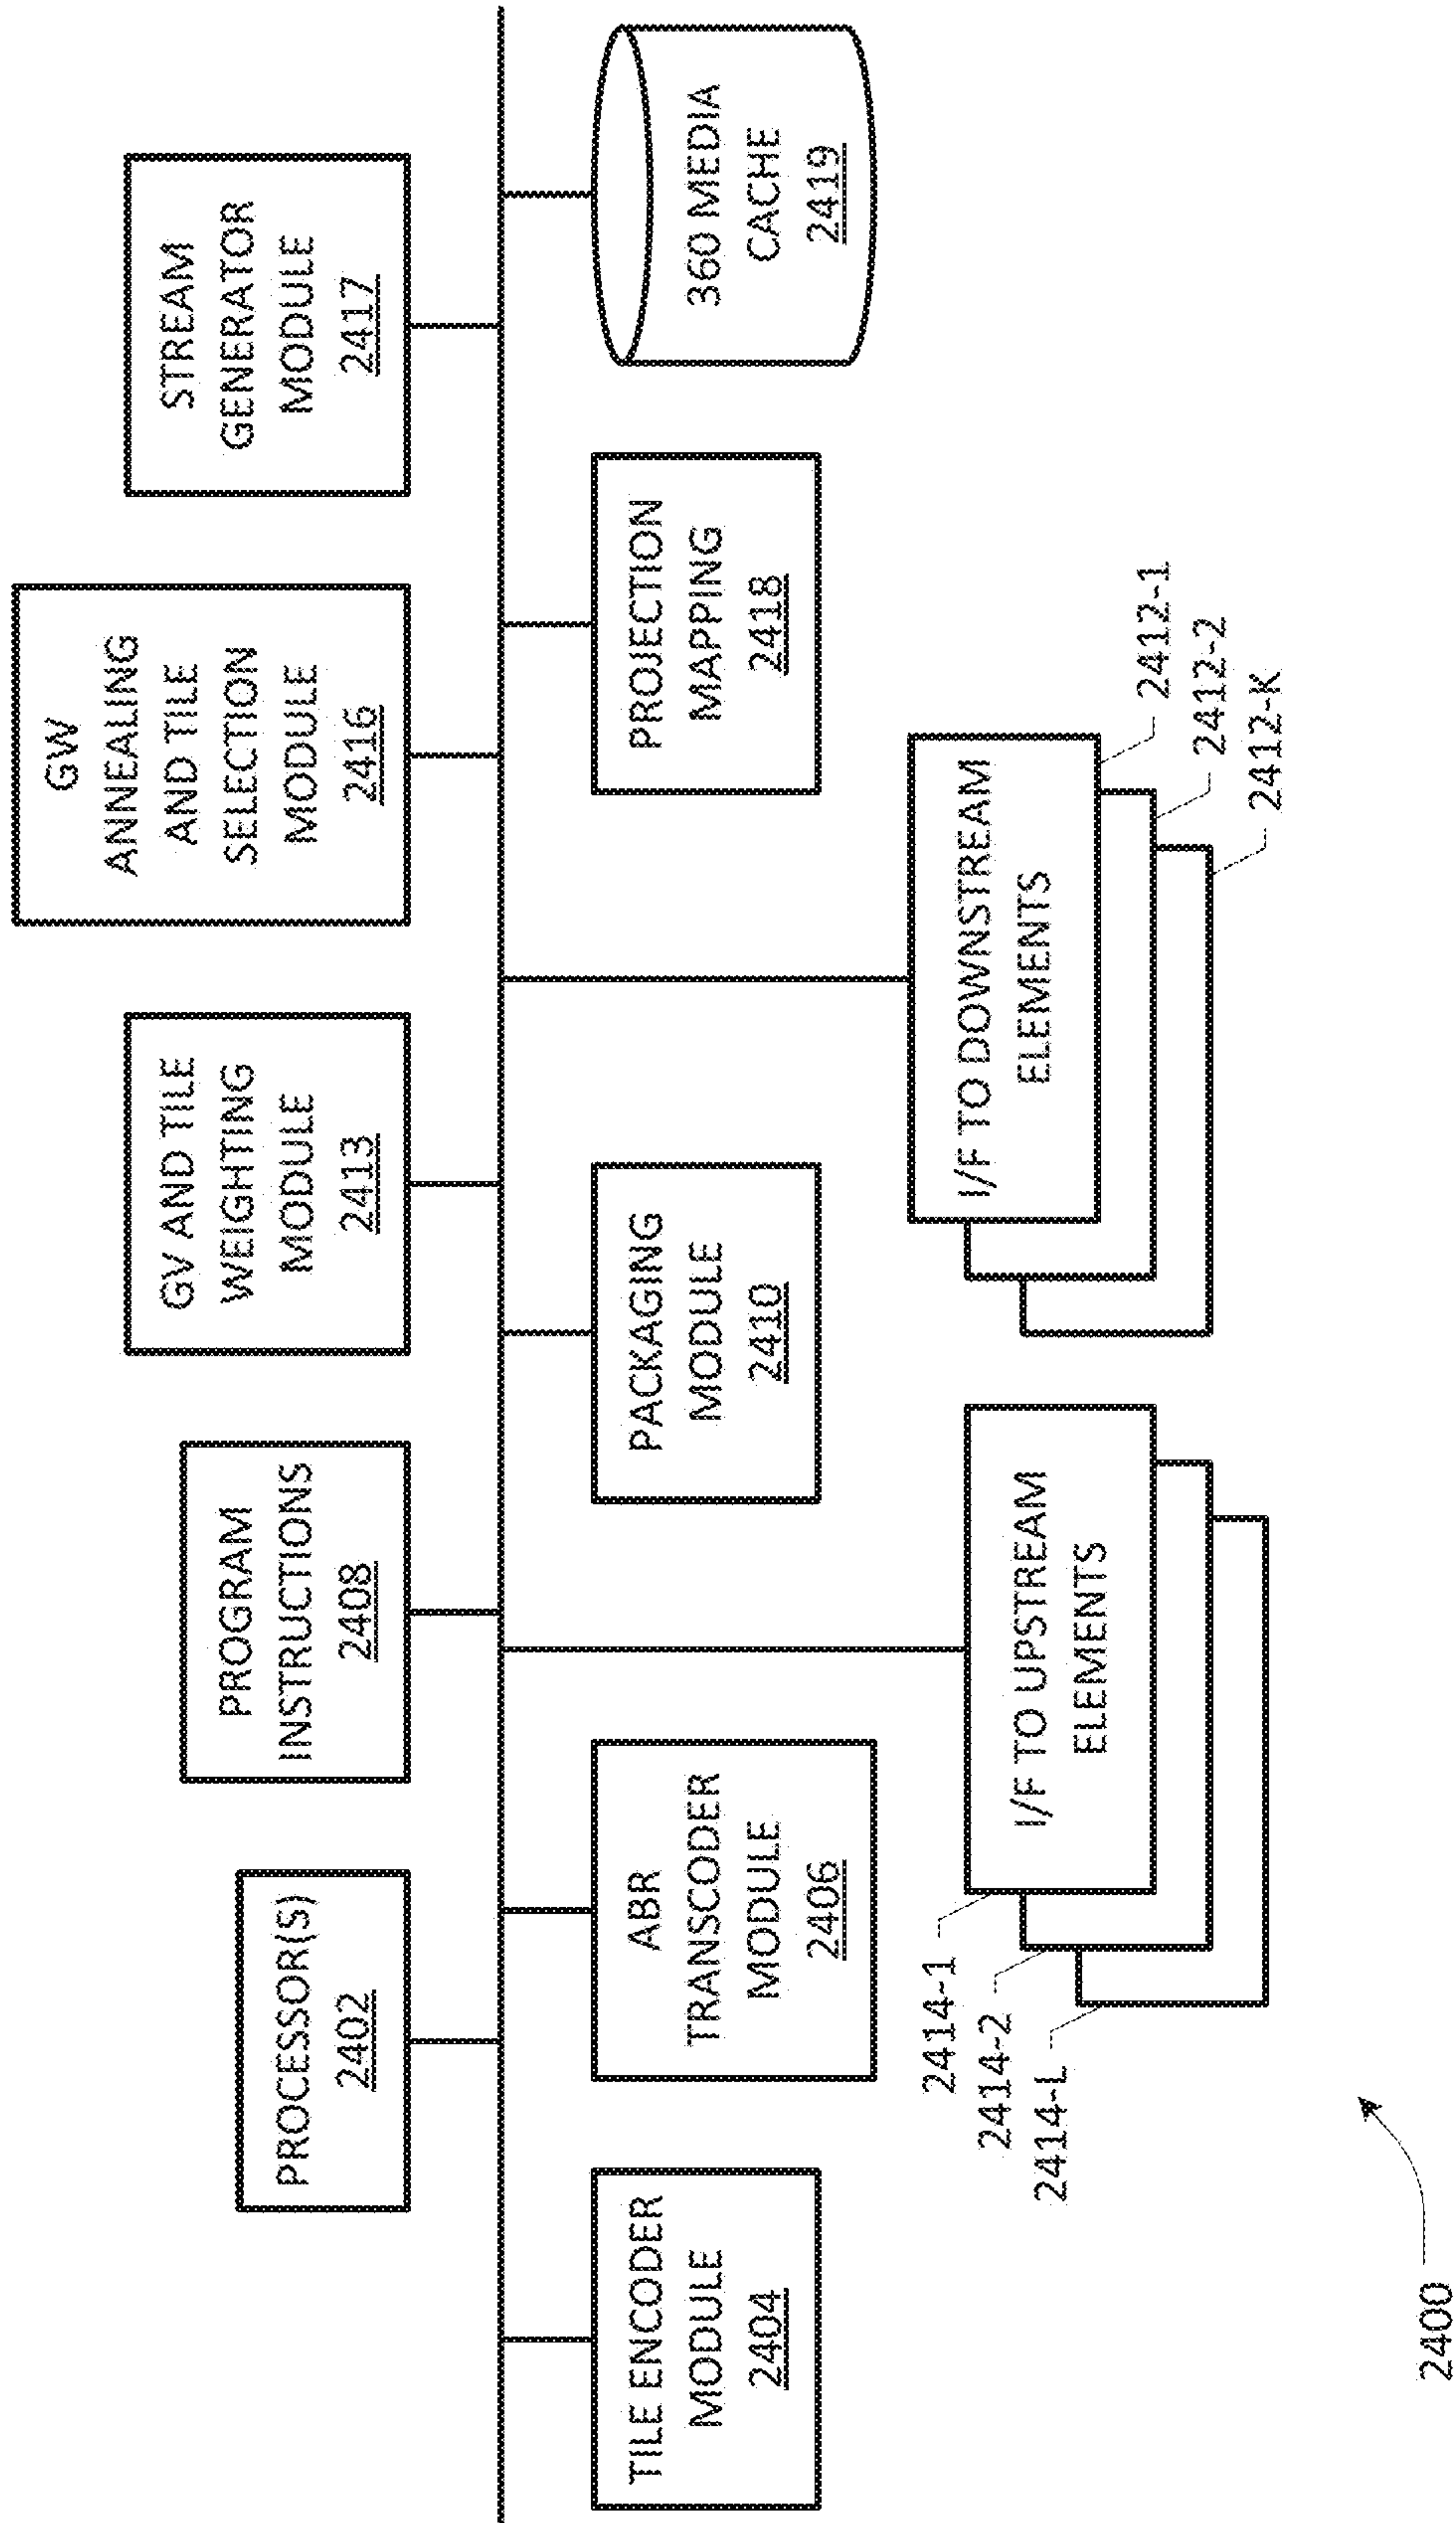 PROCESSOR(S)
2402
PROGRAM
INSTRUCTIONS
2408
GV AND TILE
WEIGHTING
MODULE
2413
GW
ANNEALING
AND TILE
SELECTION
MODULE
2416
STREAM
GENERATOR
MODULE
2417
TILE ENCODER
MODULE
2404
ABR
TRANSCODER
MODULE
2406
PACKAGING
MODULE
2410
PROJECTION
MAPPING
2418
360 MEDIA
CACHE
2419
I/F TO UPSTREAM
ELEMENTS
2414-1
2414-2
2414-L
I/F TO DOWNSTREAM
ELEMENTS
2412-1
2412-2
2412-K
2400